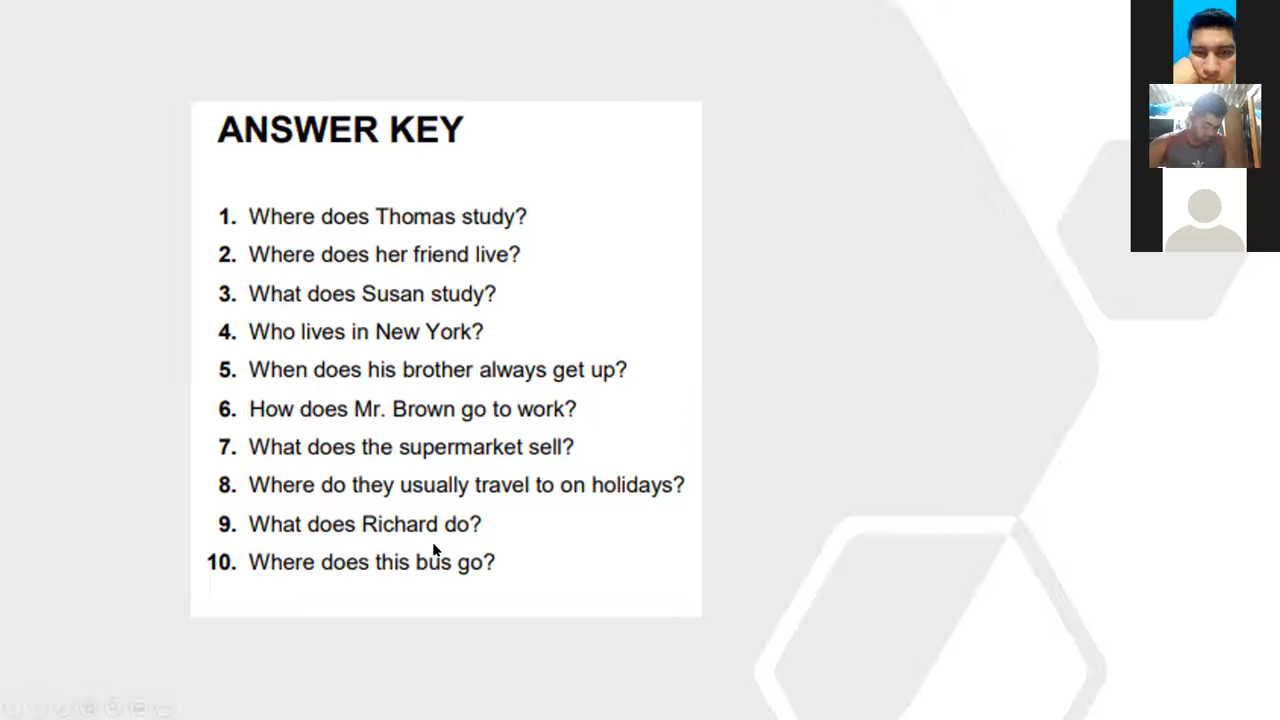 ANSWER KEY
1. Where does Thomas study?
2. Where does her friend live?
3. What does Susan study?
4. Who lives in New York?
5. When does his brother always get up?
6. How does Mr. Brown go to work?
7. What does the supermarket sell?
8. Where do they usually travel to on holidays?
9. What does Richard do?
10. Where does this bus go?